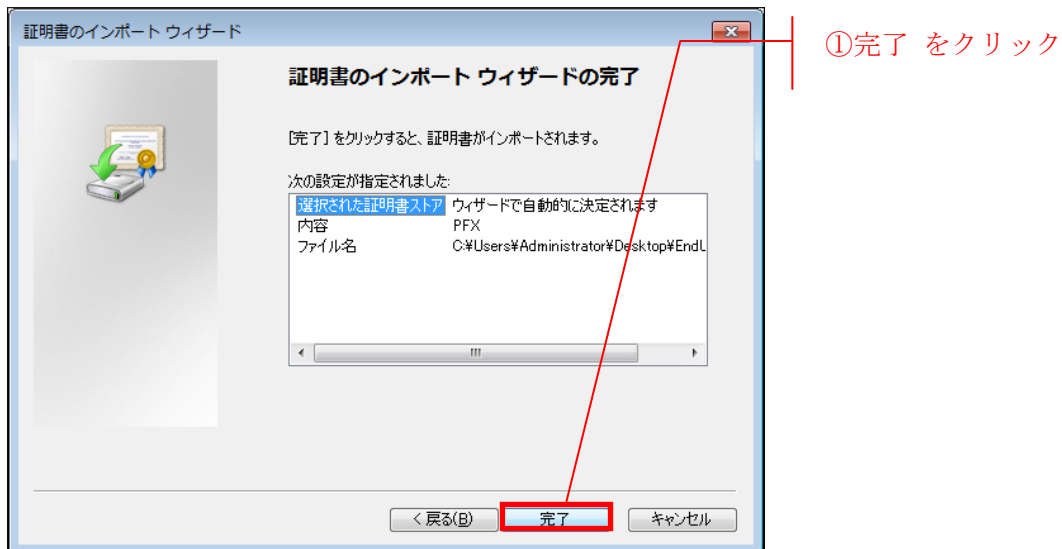 証明書のインポート ウィザード
①完了 をクリック
証明書のインポート ウィザードの完了
[完了] をクリックすると、証明書がインポートされます。
次の設定が指定されました:
選択された証明書ストア ウィザードで自動的に決定されます
内容 PFX
ファイル名 C:¥Users¥Administrator¥Desktop¥EndU
< 戻る(B) 完了 キャンセル